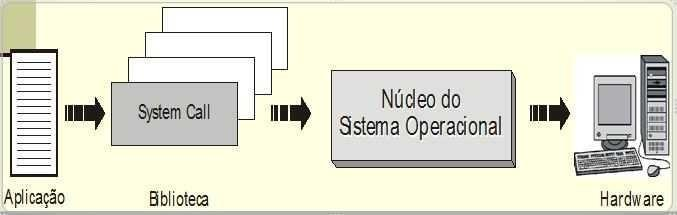 System Call
Núcleo do
Sistema Operacional
Aplicação
Biblioteca
Hardware